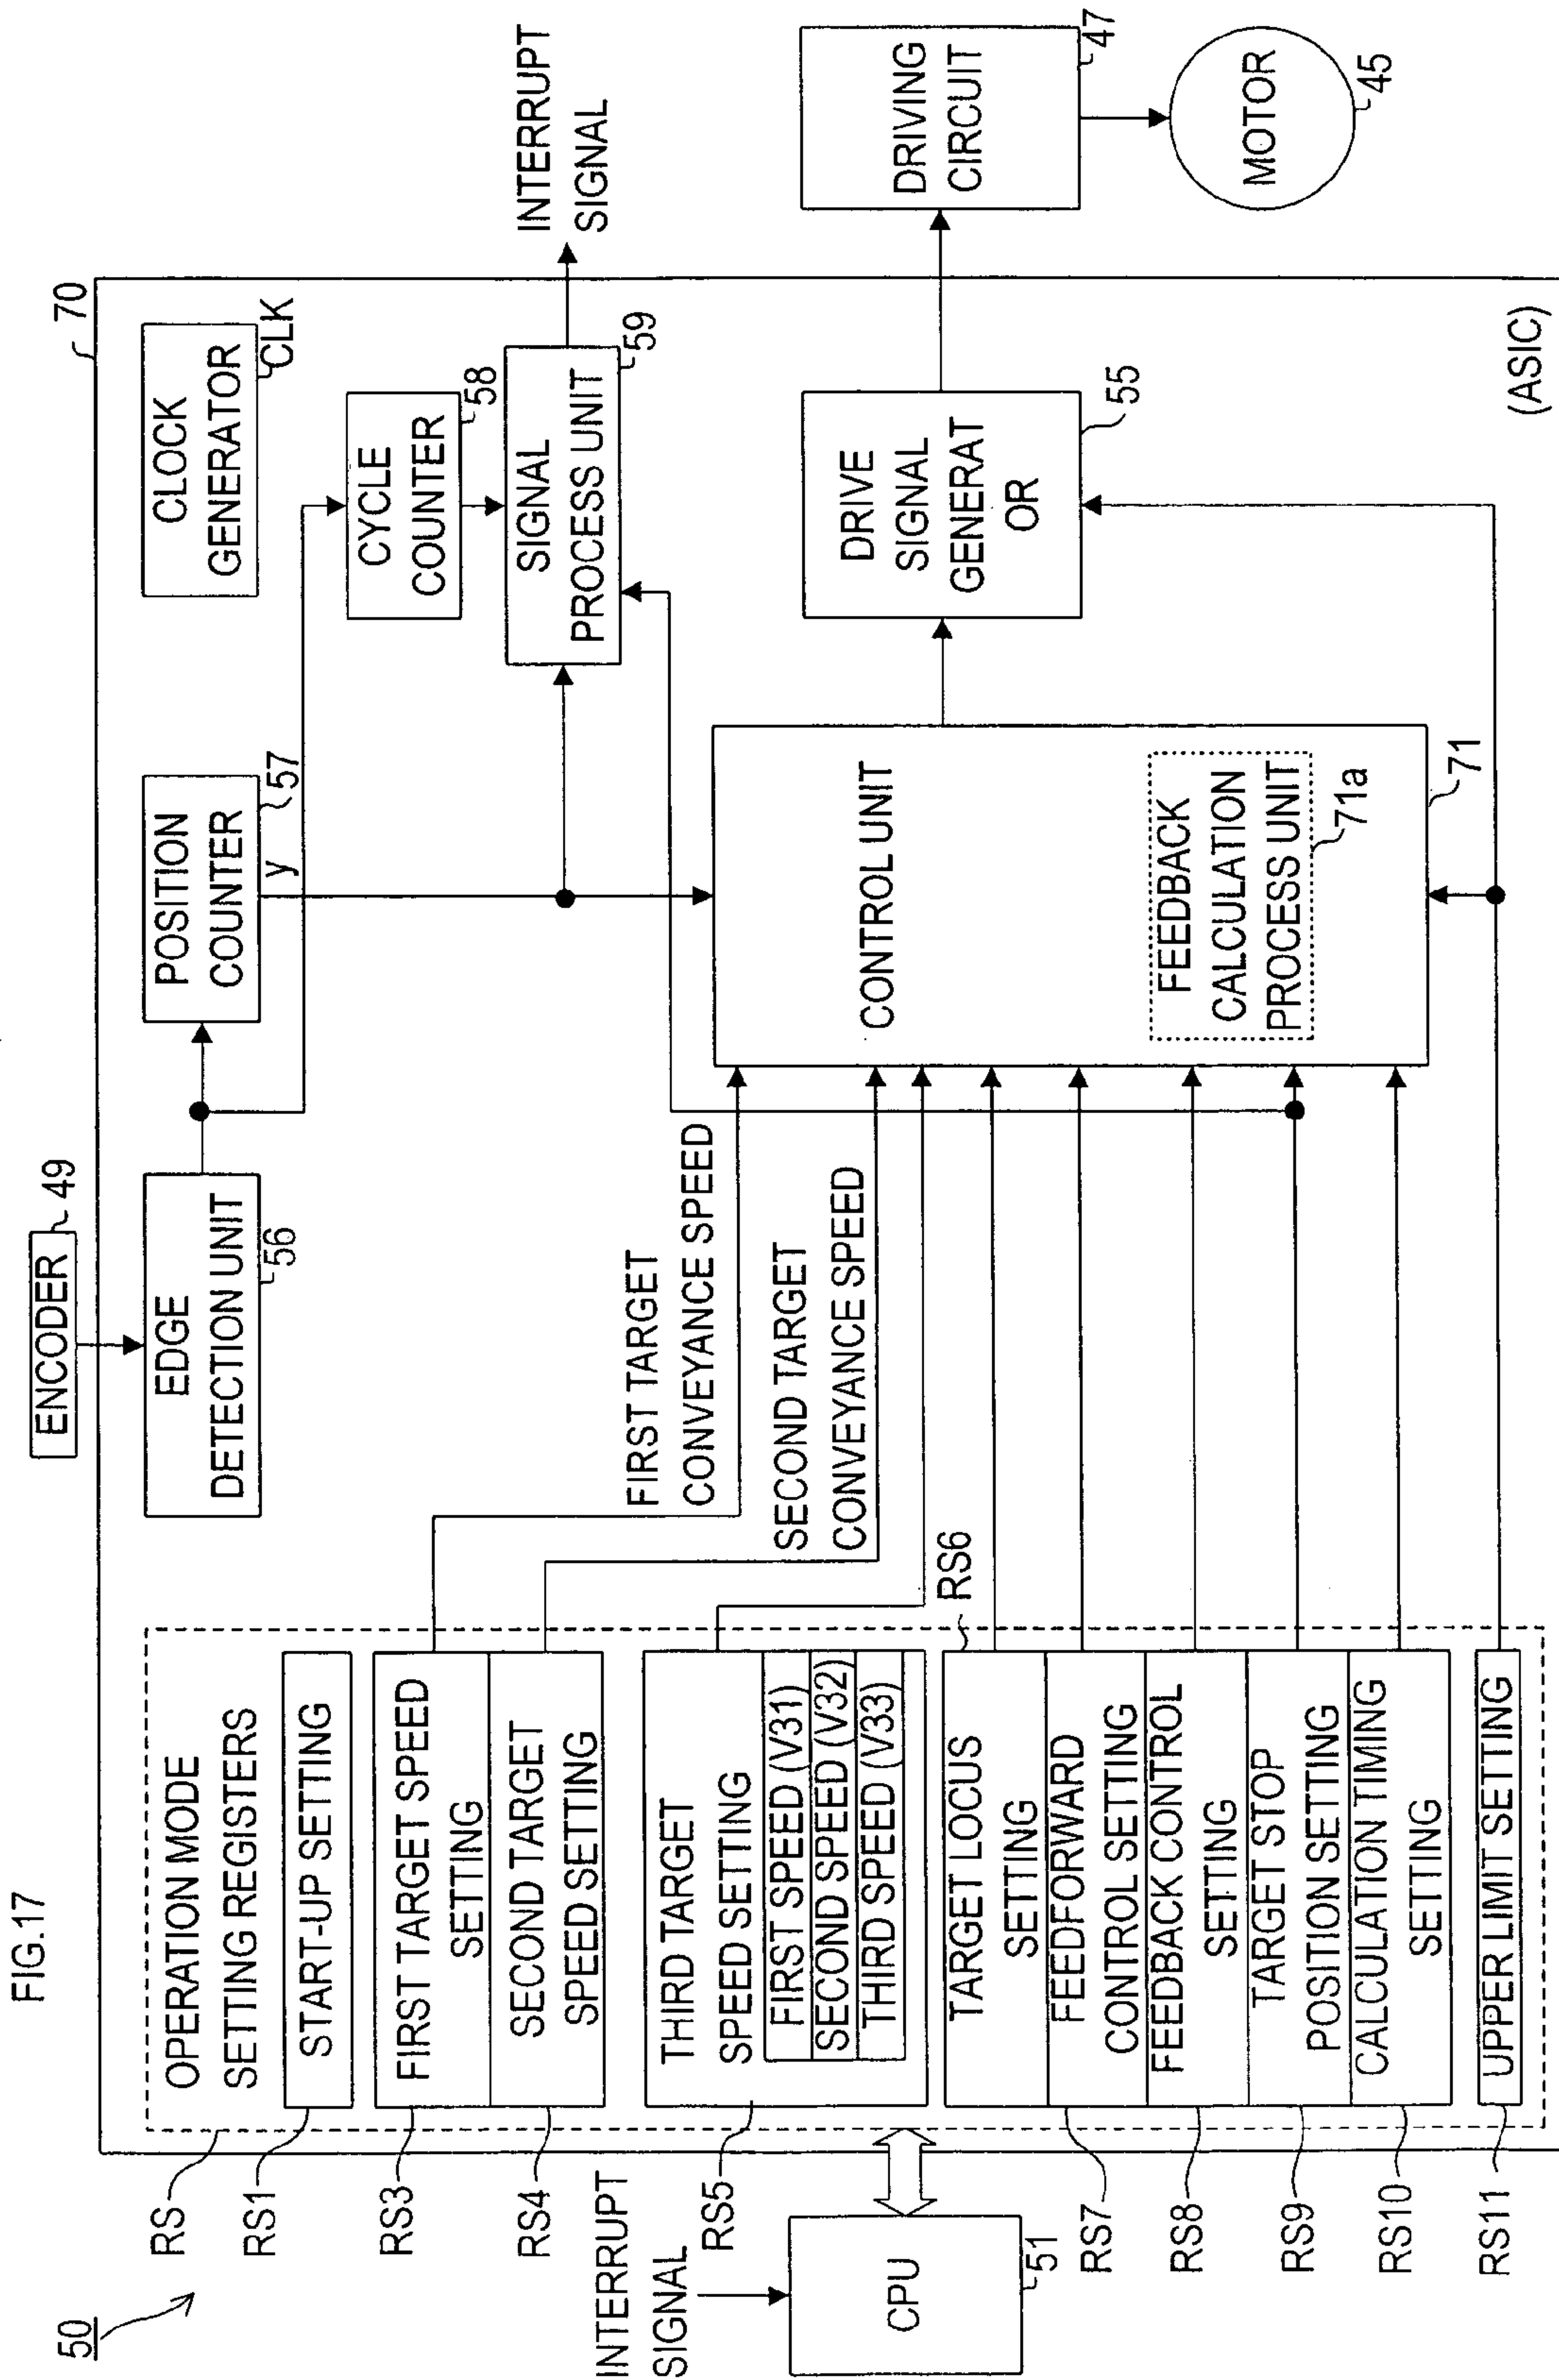 FIG.17
50
ENCODER
49
70
EDGE
DETECTION UNIT
56
POSITION
COUNTER
57
y
CLOCK
GENERATOR
CLK
CYCLE
COUNTER
58
SIGNAL
PROCESS UNIT
59
INTERRUPT
SIGNAL
RS
OPERATION MODE
SETTING REGISTERS
RS1
START-UP SETTING
RS3
FIRST TARGET SPEED
SETTING
RS4
SECOND TARGET
SPEED SETTING
RS5
THIRD TARGET
SPEED SETTING
FIRST SPEED (V31)
SECOND SPEED (V32)
THIRD SPEED (V33)
RS6
TARGET LOCUS
SETTING
RS7
FEEDFORWARD
CONTROL SETTING
RS8
FEEDBACK CONTROL
SETTING
RS9
TARGET STOP
POSITION SETTING
RS10
CALCULATION TIMING
SETTING
RS11
UPPER LIMIT SETTING
FIRST TARGET
CONVEYANCE SPEED
SECOND TARGET
CONVEYANCE SPEED
INTERRUPT
SIGNAL
CPU
51
CONTROL UNIT
FEEDBACK
CALCULATION
PROCESS UNIT
71a
71
DRIVE
SIGNAL
GENERAT
OR
55
DRIVING
CIRCUIT
47
MOTOR
45
(ASIC)